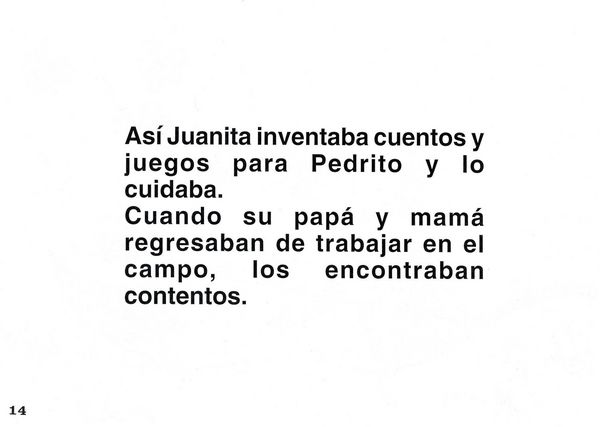 Así Juanita inventaba cuentos y
juegos para Pedrito y lo
cuidaba.
Cuando su papá y mamá
regresaban de trabajar en el
campo, los encontraban
contentos.
14